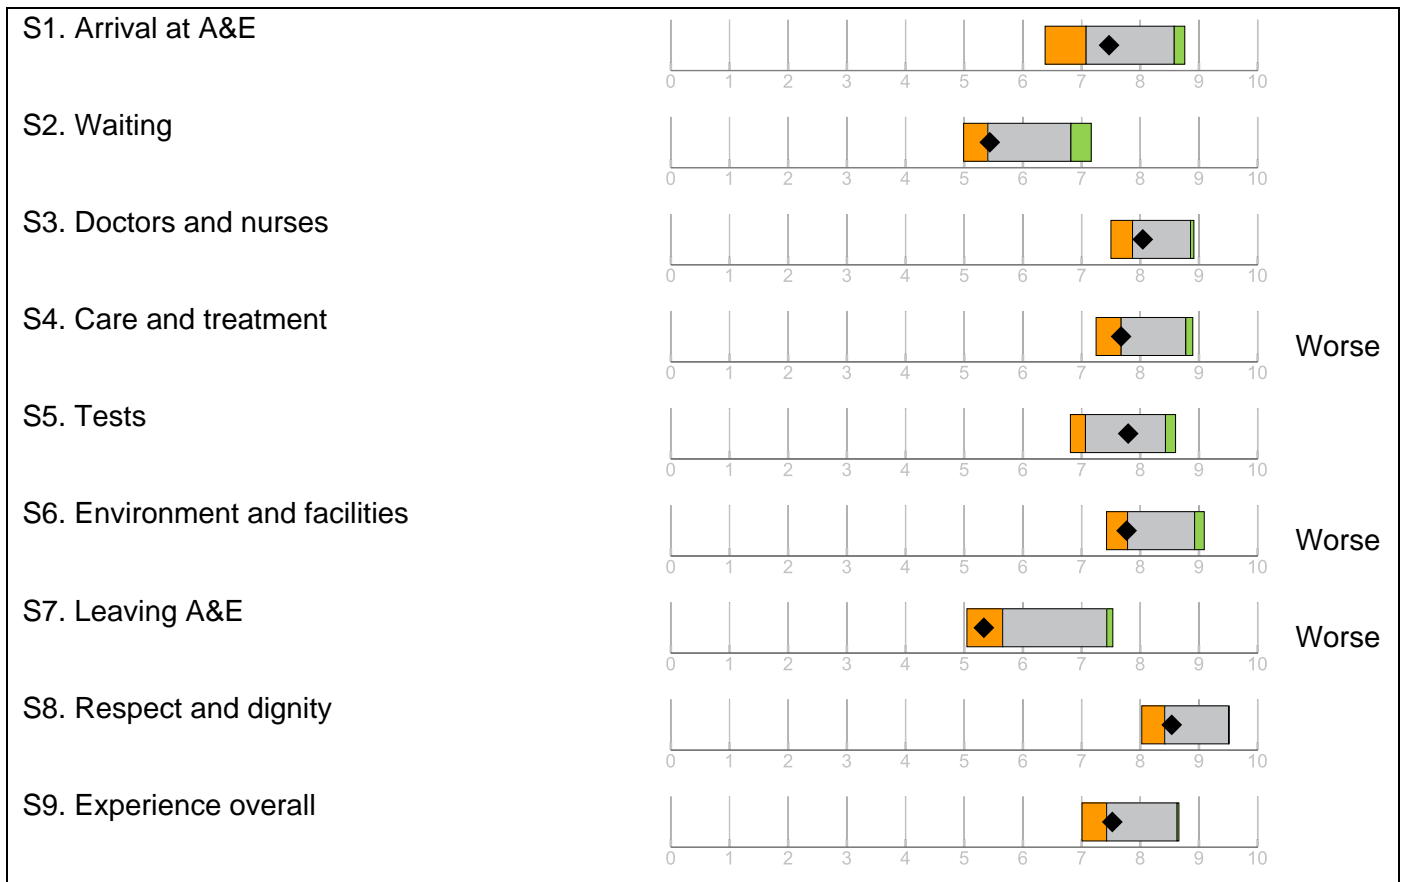 S1. Arrival at A&E
0 1 2 3 4 5 6 7 8 9 10
S2. Waiting
0 1 2 3 4 5 6 7 8 9 10
S3. Doctors and nurses
0 1 2 3 4 5 6 7 8 9 10
S4. Care and treatment
Worse
0 1 2 3 4 5 6 7 8 9 10
S5. Tests
0 1 2 3 4 5 6 7 8 9 10
S6. Environment and facilities
Worse
0 1 2 3 4 5 6 7 8 9 10
S7. Leaving A&E
Worse
0 1 2 3 4 5 6 7 8 9 10
S8. Respect and dignity
0 1 2 3 4 5 6 7 8 9 10
S9. Experience overall
0 1 2 3 4 5 6 7 8 9 10